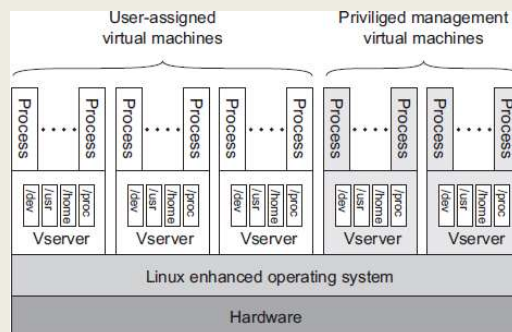 User-assigned
virtual machines
Priviliged management
virtual machines
Process
Process
Process
Process
Process
Process
Process
Process
Process
Process
/dev
/usr
/home
/proc
/dev
/usr
/home
/proc
/dev
/usr
/home
/proc
/dev
/usr
/home
/proc
/dev
/usr
/home
/proc
Vserver
Vserver
Vserver
Vserver
Vserver
Linux enhanced operating system
Hardware